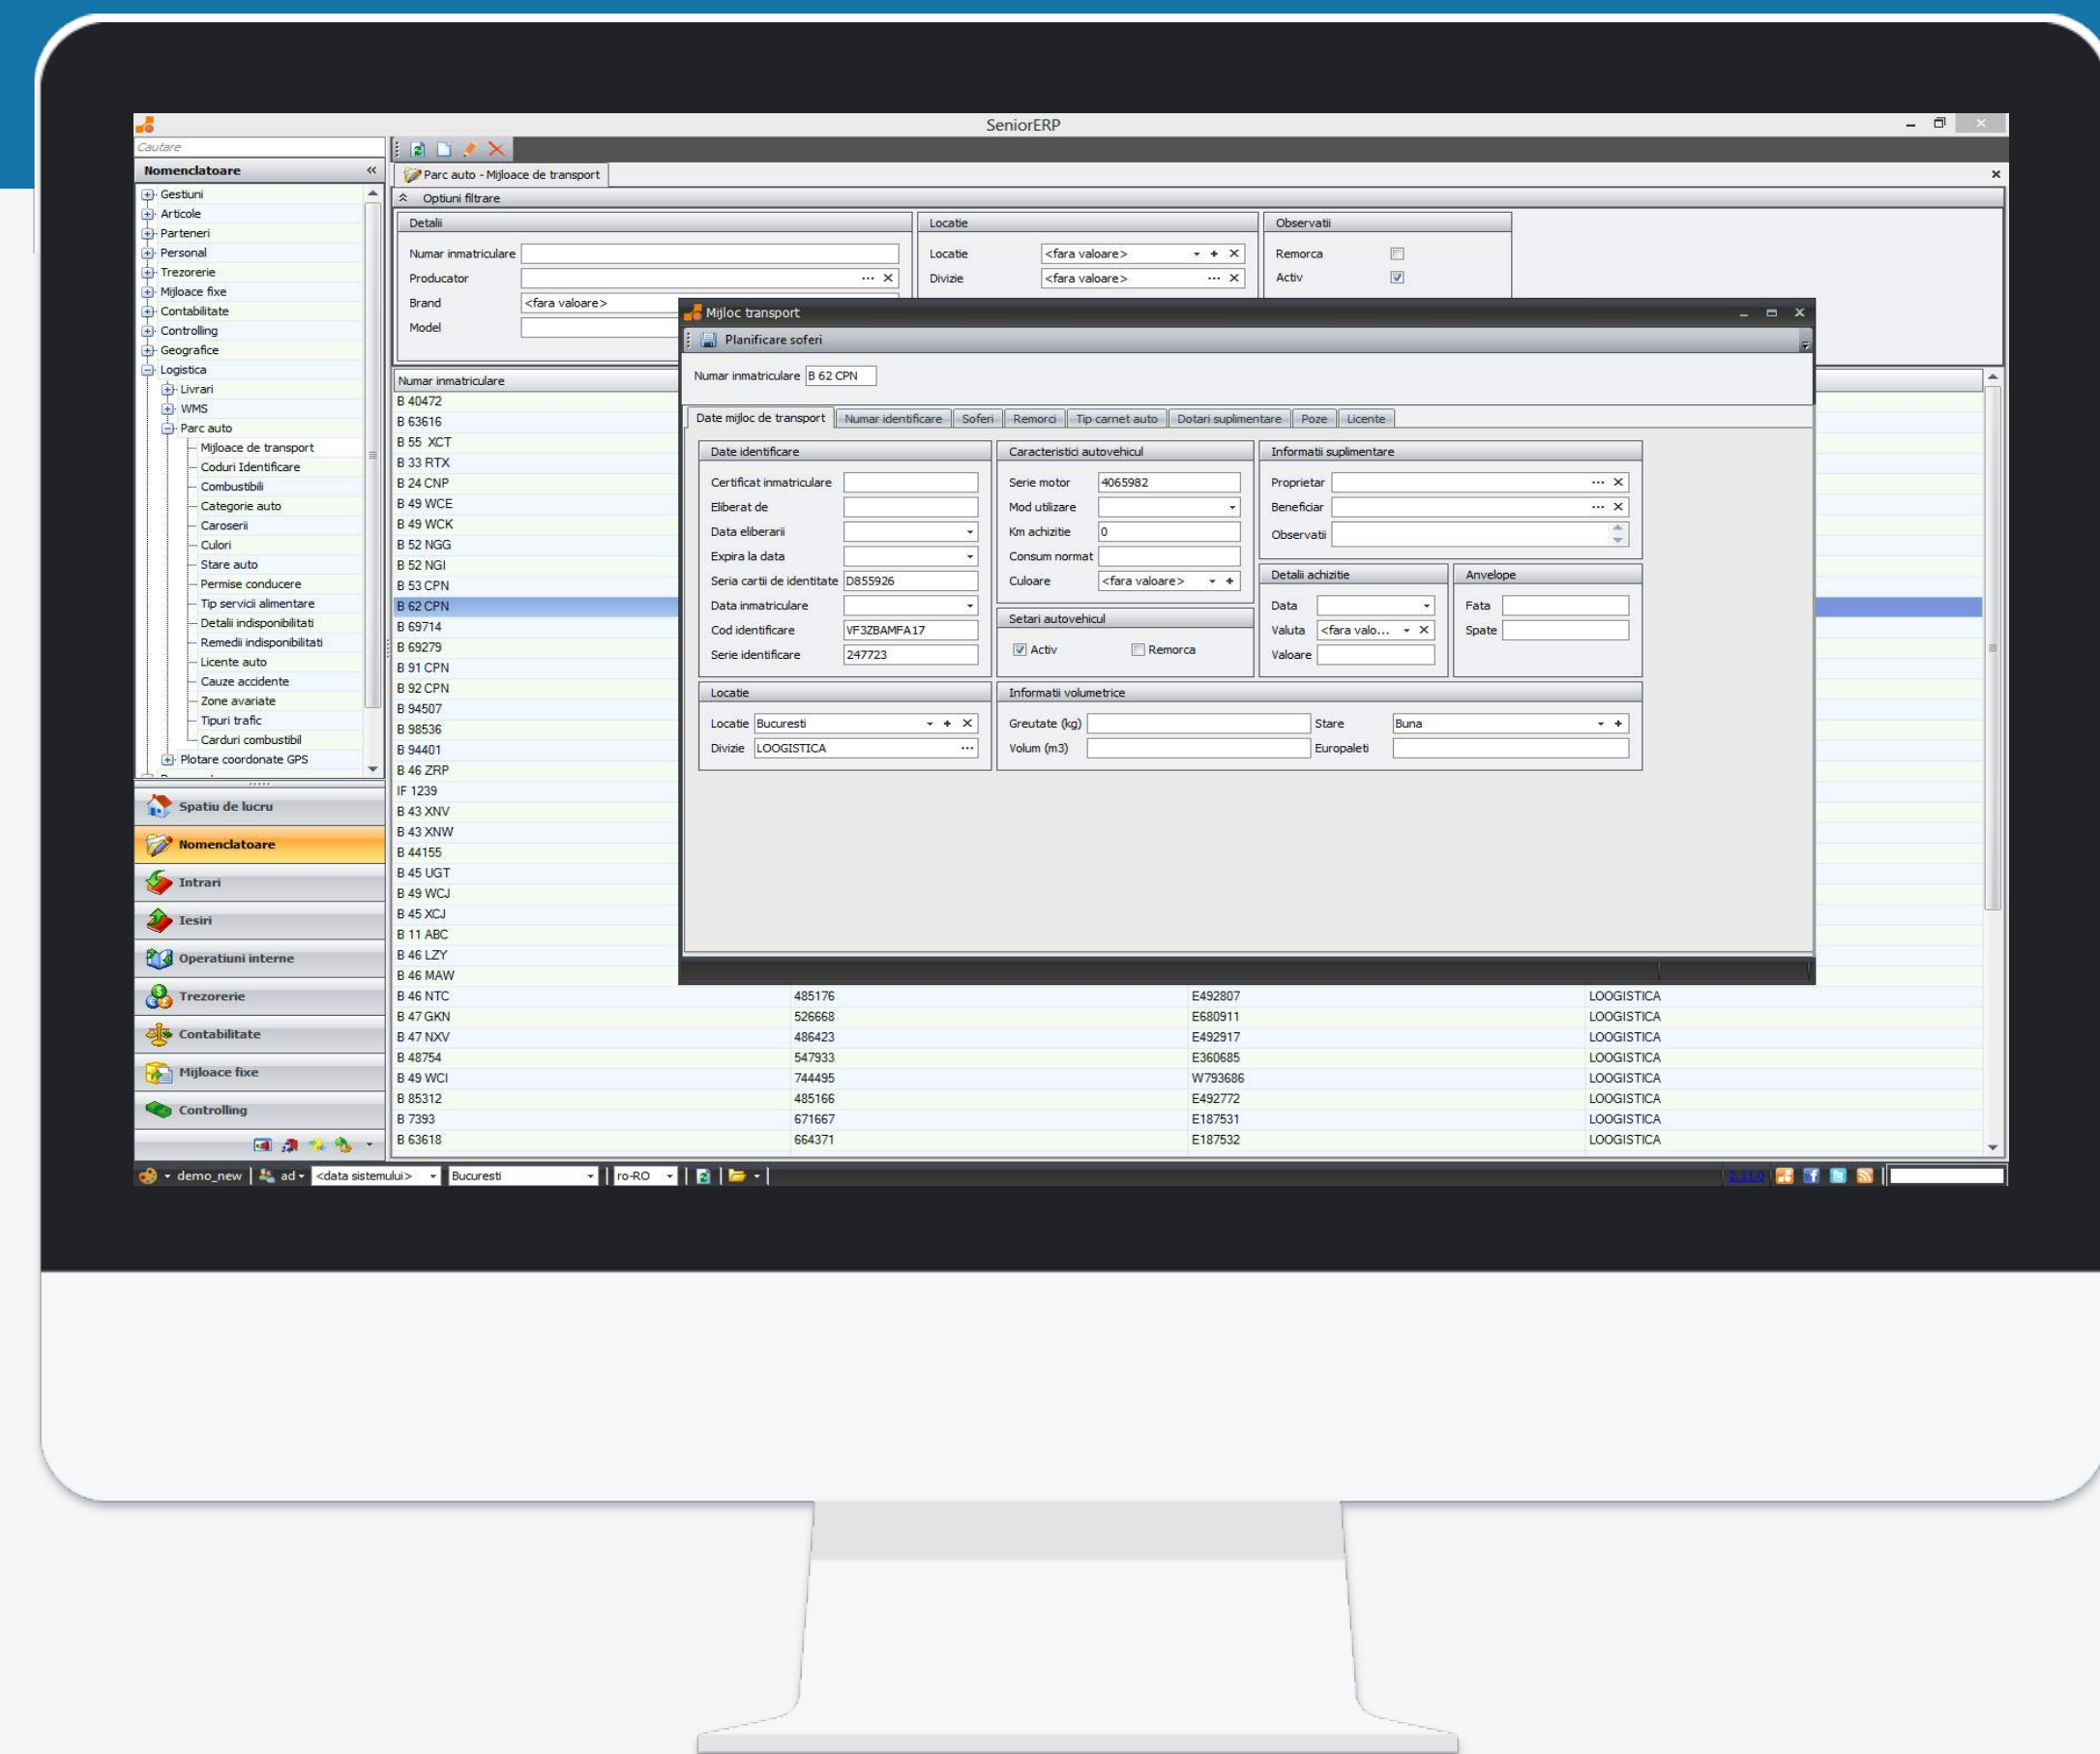 SeniorERP
Cautare
Nomenclatoare
Gestiuni
Articole
Parteneri
Personal
Trezorerie
Mijloace fixe
Contabilitate
Controlling
Geografice
Logistica
Livrari
WMS
Parc auto
Mijloace de transport
Coduri Identificare
Combustibili
Categorie auto
Caroserii
Culori
Stare auto
Permise conducere
Tip servicii alimentare
Detalii indisponibilitati
Remedii indisponibilitati
Licente auto
Cauze accidente
Zone avariate
Tipuri trafic
Carduri combustibil
Plotare coordonate GPS
Spatiu de lucru
Nomenclatoare
Intrari
Iesiri
Operatiuni interne
Trezorerie
Contabilitate
Mijloace fixe
Controlling
Parc auto - Mijloace de transport
Optiuni filtrare
Detalii
Numar inmatriculare
Producator
Brand <fara valoare>
Model
Locatie
Locatie <fara valoare>
Divizie <fara valoare>
Observatii
Remorca
Activ
Numar inmatriculare
B 40472
B 63616
B 55 XCT
B 33 RTX
B 24 CNP
B 49 WCE
B 49 WCK
B 52 NGG
B 52 NGI
B 53 CPN
B 62 CPN
B 69714
B 69279
B 91 CPN
B 92 CPN
B 94507
B 98536
B 94401
B 46 ZRP
IF 1239
B 43 XNV
B 43 XNW
B 44155
B 45 UGT
B 49 WCJ
B 45 XCJ
B 11 ABC
B 46 LZY
B 46 MAW
B 46 NTC 485176 E492807 LOOGISTICA
B 47 GKN 526668 E680911 LOOGISTICA
B 47 NXV 486423 E492917 LOOGISTICA
B 48754 547933 E360685 LOOGISTICA
B 49 WCI 744495 W793686 LOOGISTICA
B 85312 485166 E492772 LOOGISTICA
B 7393 671667 E187531 LOOGISTICA
B 63618 664371 E187532 LOOGISTICA
Mijloc transport
Planificare soferi
Numar inmatriculare B 62 CPN
Date mijloc de transport Numar identificare Soferi Remorci Tip carnet auto Dotari suplimentare Poze Licente
Date identificare
Certificat inmatriculare
Eliberat de
Data eliberarii
Expira la data
Seria cartii de identitate D855926
Data inmatriculare
Cod identificare VF3ZBAMFA17
Serie identificare 247723
Caracteristici autovehicul
Serie motor 4065982
Mod utilizare
Km achizitie 0
Consum normat
Culoare <fara valoare>
Setari autovehicul
Activ Remorca
Informatii suplimentare
Proprietar
Beneficiar
Observatii
Detalii achizitie
Data
Valuta <fara valo...
Valoare
Anvelope
Fata
Spate
Locatie
Locatie Bucuresti
Divizie LOOGISTICA
Informatii volumetrice
Greutate (kg) Stare Buna
Volum (m3) Europaleti
demo_new ad <data sistemului> Bucuresti ro-RO